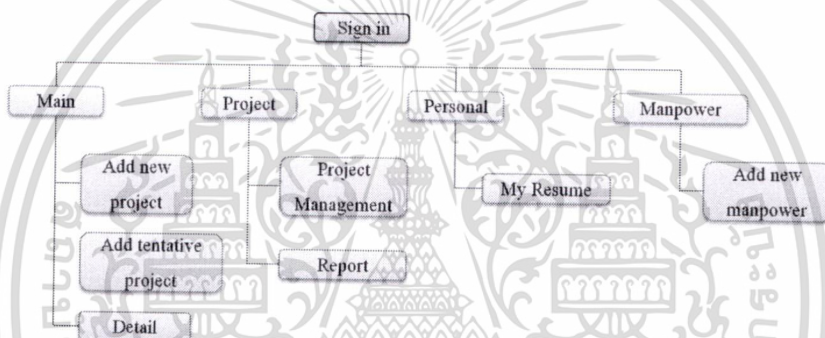 Sign in
Main
Project
Personal
Manpower
Add new
project
Project
Management
My Resume
Add new
manpower
Add tentative
project
Report
Detail